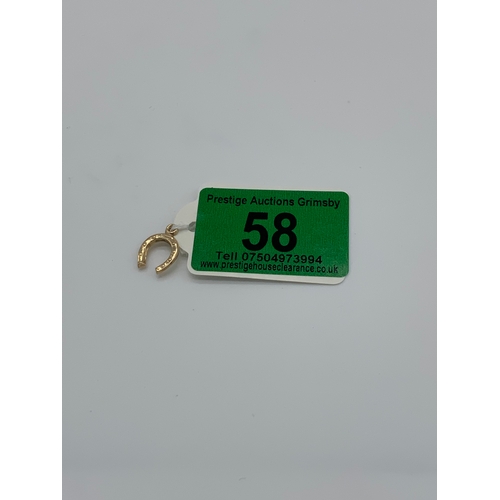 Prestige Auctions Grimsby
58
Tell 07504973994
www.prestigehouseclearance.co.uk